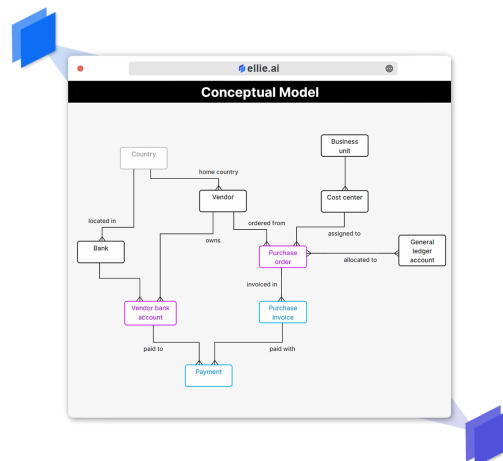 ellie.ai
Conceptual Model
Business
unit
Country
home country
Vendor
Cost center
located in
ordered from
assigned to
owns
Bank
Purchase
order
General
ledger
account
allocated to
invoiced in
Vendor bank
account
Purchase
invoice
paid to
paid with
Payment